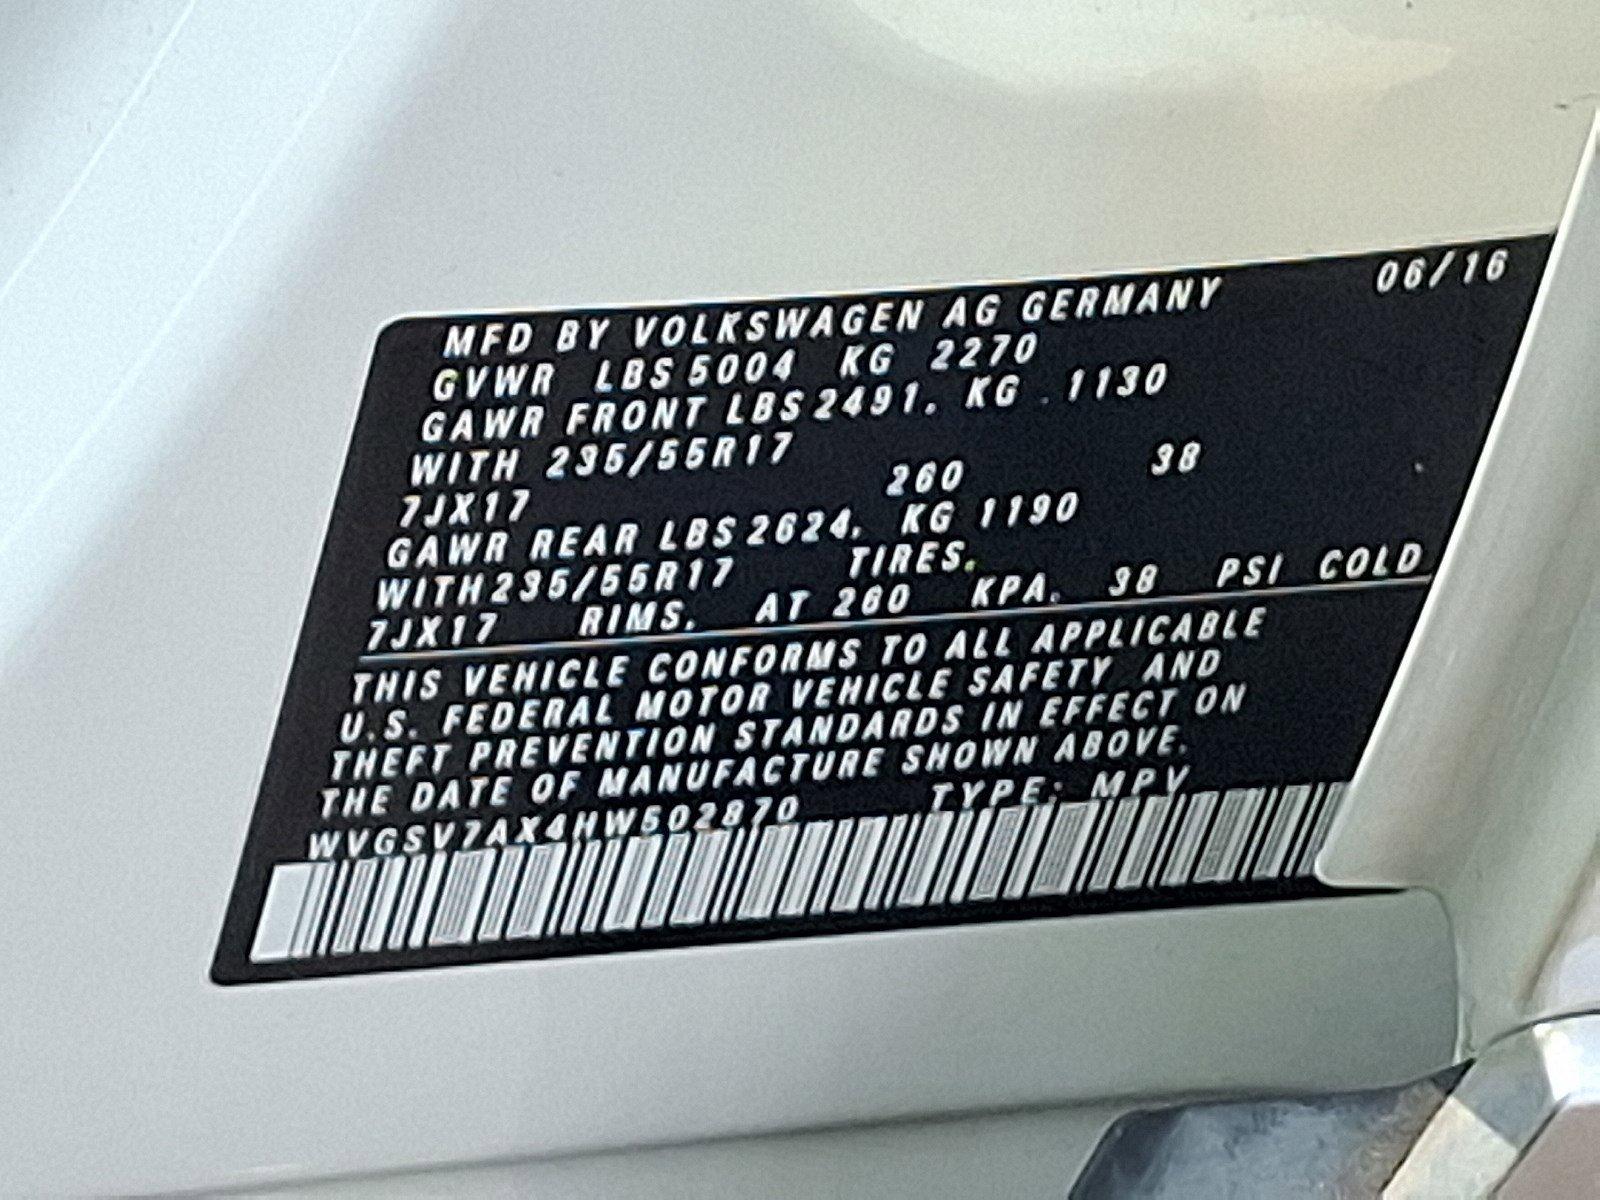 MFD BY VOLKSWAGEN AG GERMANY 06/16
GVWR LBS 5004 KG 2270
GAWR FRONT LBS 2491. KG 1130
WITH 235/55R17
7JX17 260 38
GAWR REAR LBS 2624. KG 1190
WITH 235/55R17 TIRES.
7JX17 RIMS. AT 260 KPA. 38 PSI COLD
THIS VEHICLE CONFORMS TO ALL APPLICABLE
U.S. FEDERAL MOTOR VEHICLE SAFETY AND
THEFT PREVENTION STANDARDS IN EFFECT ON
THE DATE OF MANUFACTURE SHOWN ABOVE.
WVGSV7AX4HW502870 TYPE: MPV